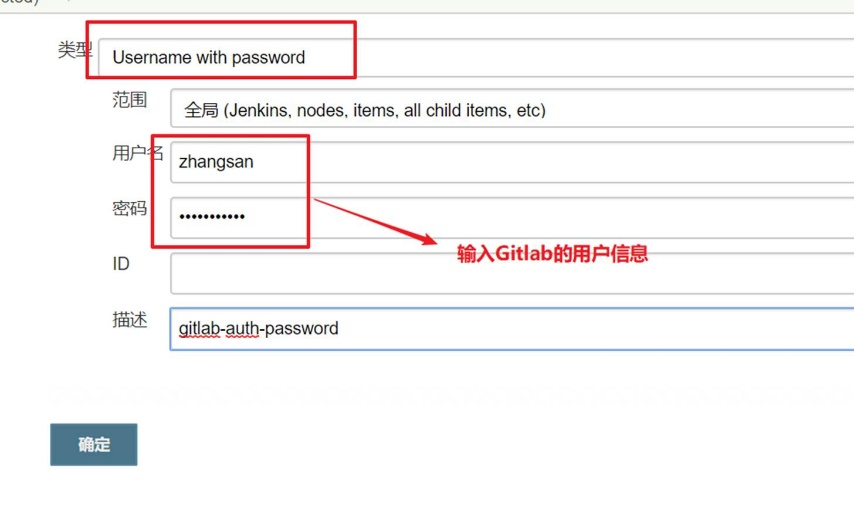 类型 Username with password
范围 全局 (Jenkins, nodes, items, all child items, etc)
用户名 zhangsan
密码 •••••••••••
输入Gitlab的用户信息
ID
描述 gitlab-auth-password
确定